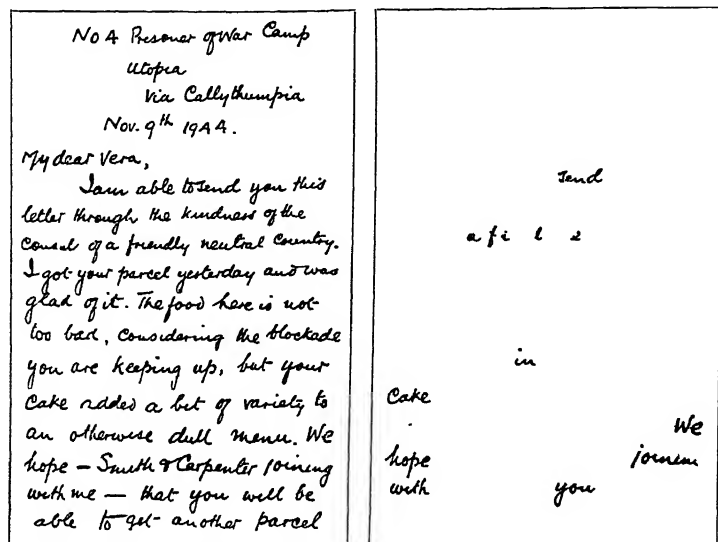 No 4 Prisoner of War Camp
Utopia
Via Callythumpia
Nov. 9th 1944.
My dear Vera,
I am able to send you this
letter through the kindness of the
Consul of a friendly neutral Country.
I got your parcel yesterday and was
glad of it. The food here is not
too bad, considering the blockade
you are keeping up, but your
Cake added a bit of variety to
an otherwise dull menu. We
hope – Smith & Carpenter joining
with me – that you will be
able to get another parcel
send
a f i l e
in
Cake
We
hope joining
with you